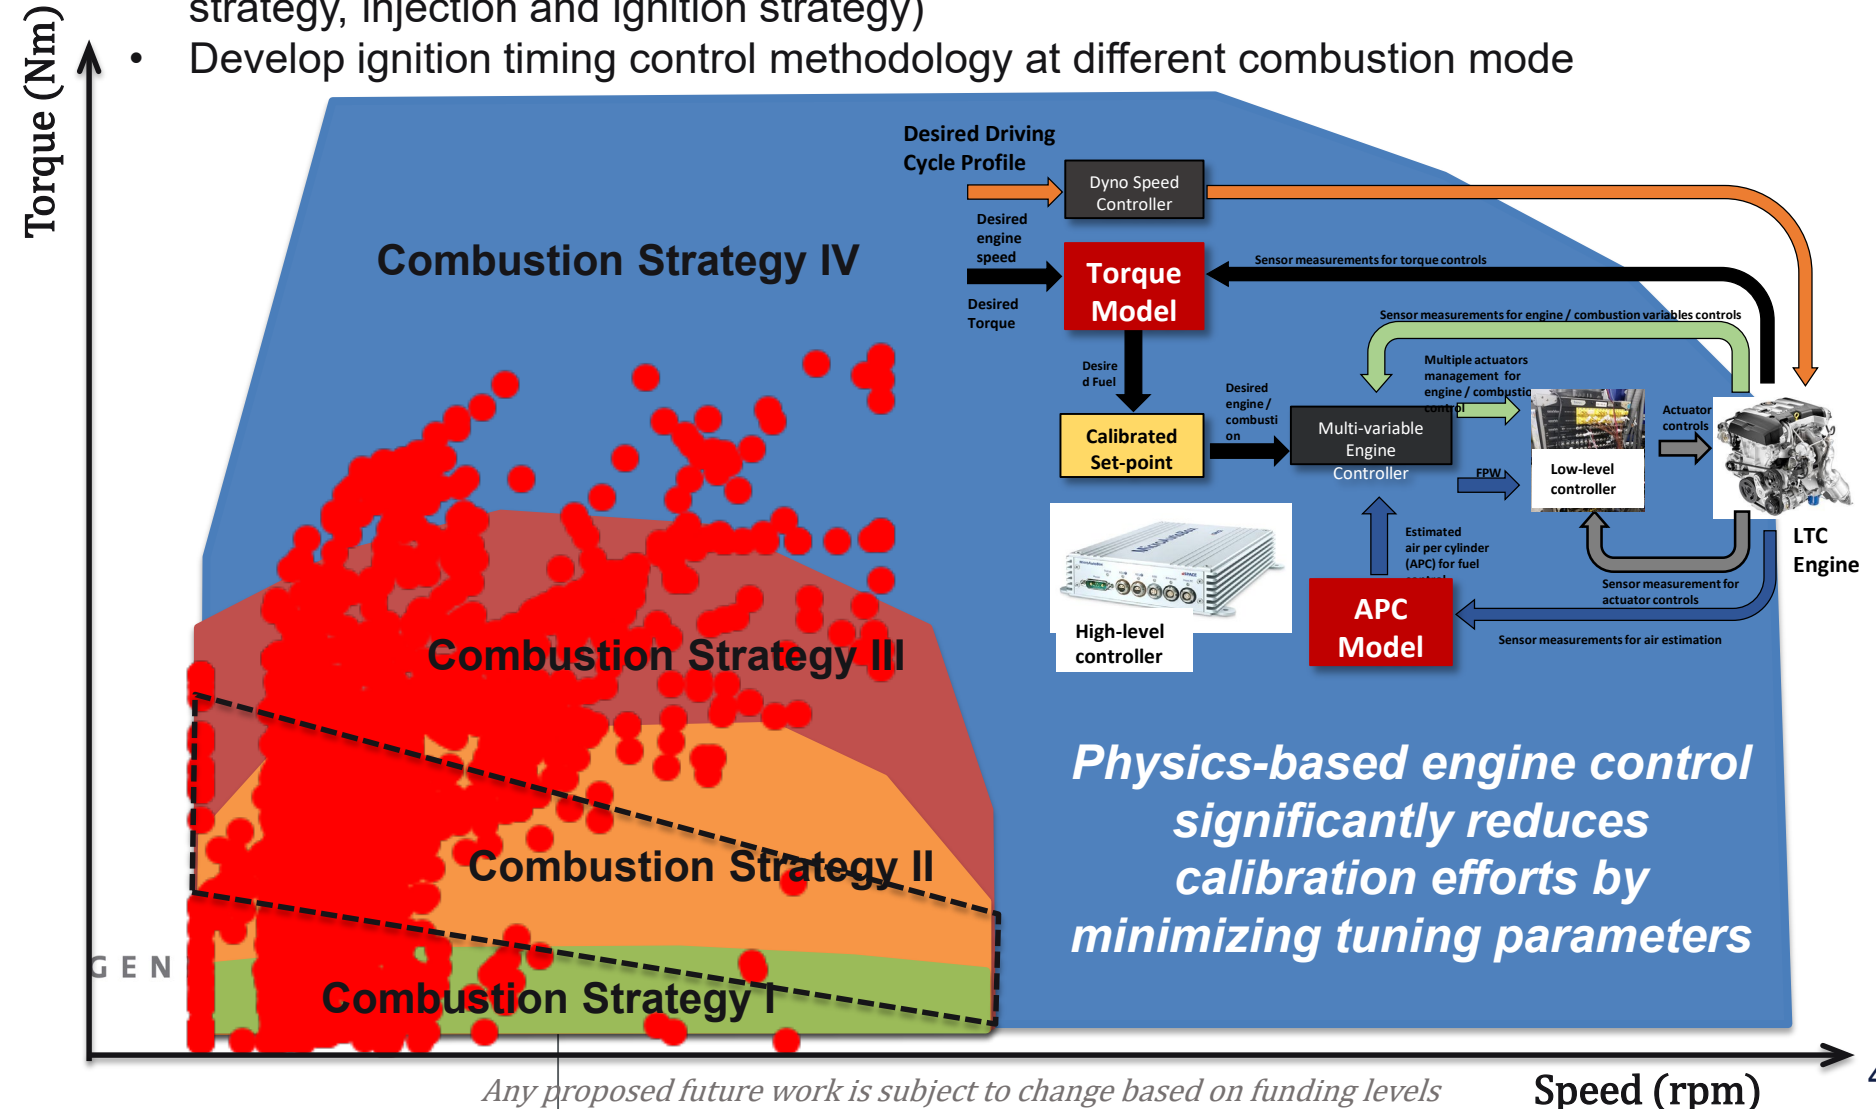 strategy, injection and ignition strategy)
• Develop ignition timing control methodology at different combustion mode
Torque (Nm)
Desired Driving
Cycle Profile
Dyno Speed
Controller
Desired
engine
speed
Combustion Strategy IV
Torque
Model
Sensor measurements for torque controls
Desired
Torque
Sensor measurements for engine / combustion variables controls
Desire
d Fuel
Multiple actuators
management for
engine / combustio
control
Desired
engine /
combusti
on
Calibrated
Set-point
Multi-variable
Engine
Controller
FPW
Low-level
controller
Actuator
controls
LTC
Engine
Estimated
air per cylinder
(APC) for fuel
MicroAutoBox
High-level
controller
APC
Model
Sensor measurement for
actuator controls
Sensor measurements for air estimation
Combustion Strategy III
Physics-based engine control
significantly reduces
calibration efforts by
minimizing tuning parameters
Combustion Strategy II
GEN
Combustion Strategy I
Any proposed future work is subject to change based on funding levels
Speed (rpm)